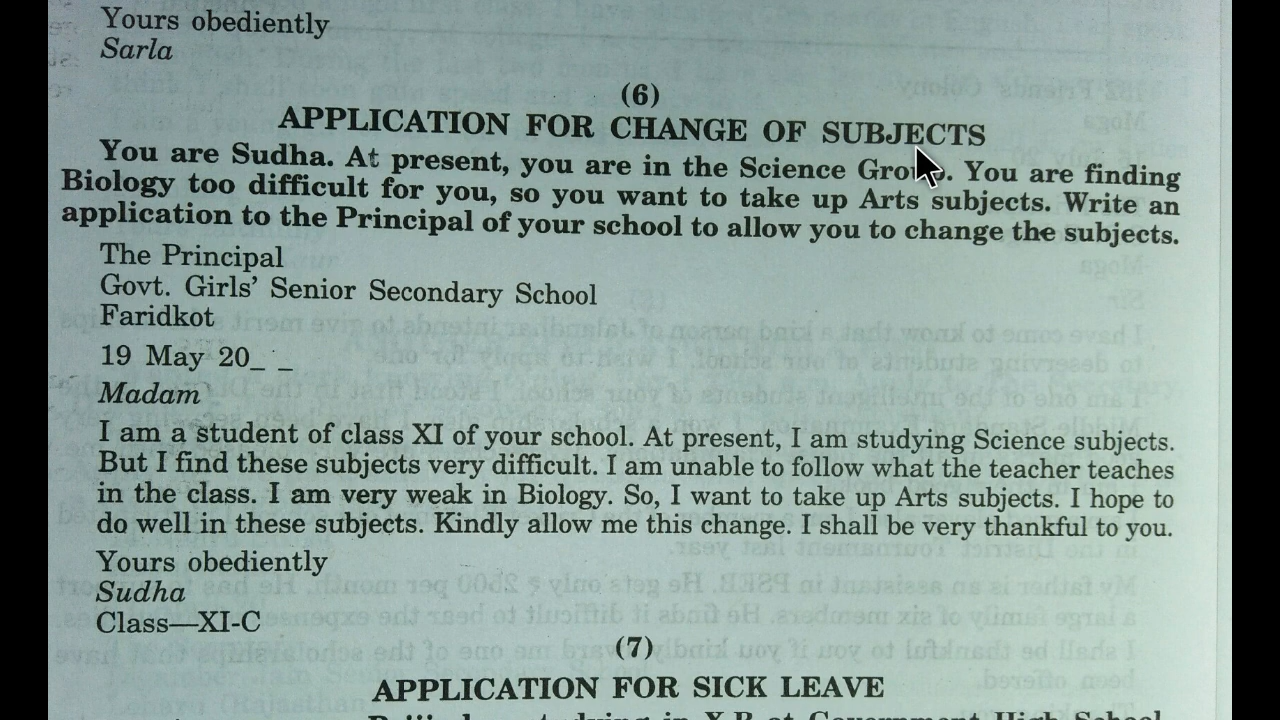 Yours obediently
Sarla
(6)
APPLICATION FOR CHANGE OF SUBJECTS
You are Sudha. At present, you are in the Science Group. You are finding
Biology too difficult for you, so you want to take up Arts subjects. Write an
application to the Principal of your school to allow you to change the subjects.
The Principal
Govt. Girls' Senior Secondary School
Faridkot
19 May 20_ _
Madam
I am a student of class XI of your school. At present, I am studying Science subjects.
But I find these subjects very difficult. I am unable to follow what the teacher teaches
in the class. I am very weak in Biology. So, I want to take up Arts subjects. I hope to
do well in these subjects. Kindly allow me this change. I shall be very thankful to you.
Yours obediently
Sudha
Class—XI-C
(7)
APPLICATION FOR SICK LEAVE